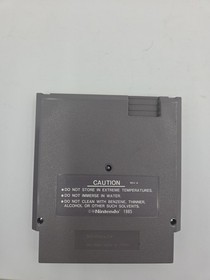 CAUTION
• DO NOT STORE IN EXTREME TEMPERATURES.
• DO NOT IMMERSE IN WATER.
• DO NOT CLEAN WITH BENZENE, THINNER,
ALCOHOL OR OTHER SUCH SOLVENTS.
Nintendo 1985